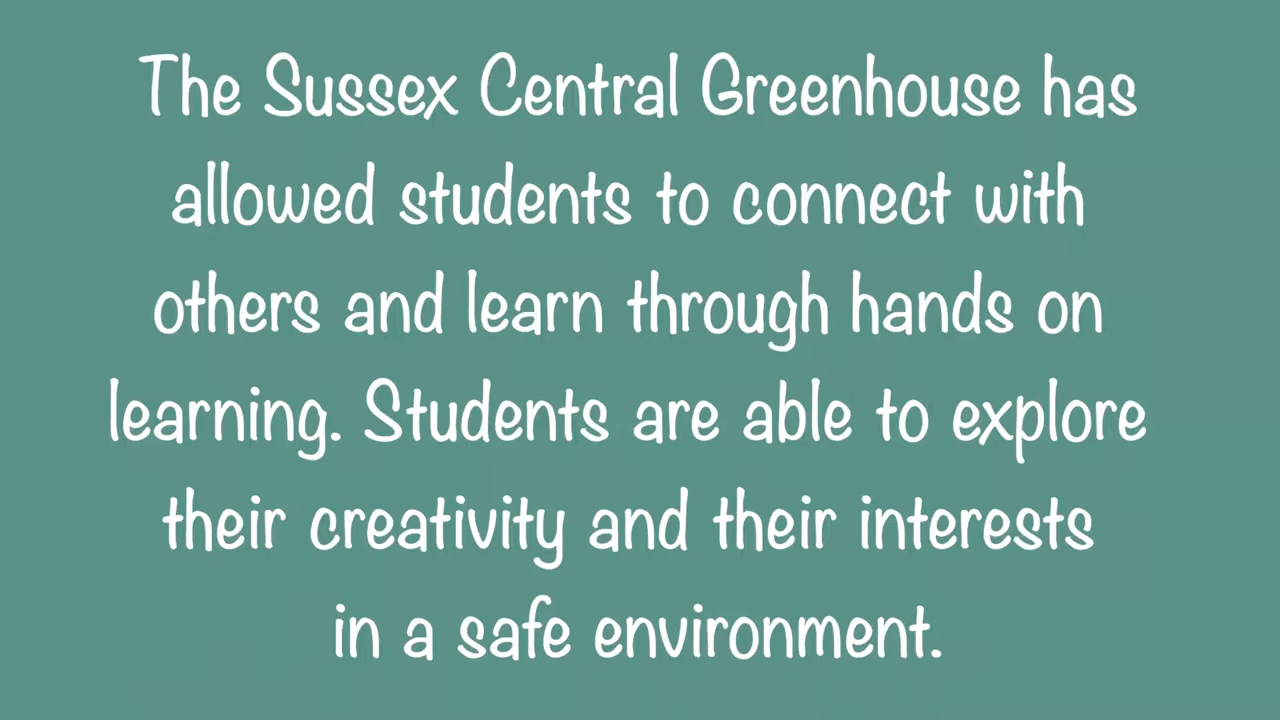 The Sussex Central Greenhouse has
allowed students to connect with
others and learn through hands on
learning. Students are able to explore
their creativity and their interests
in a safe environment.